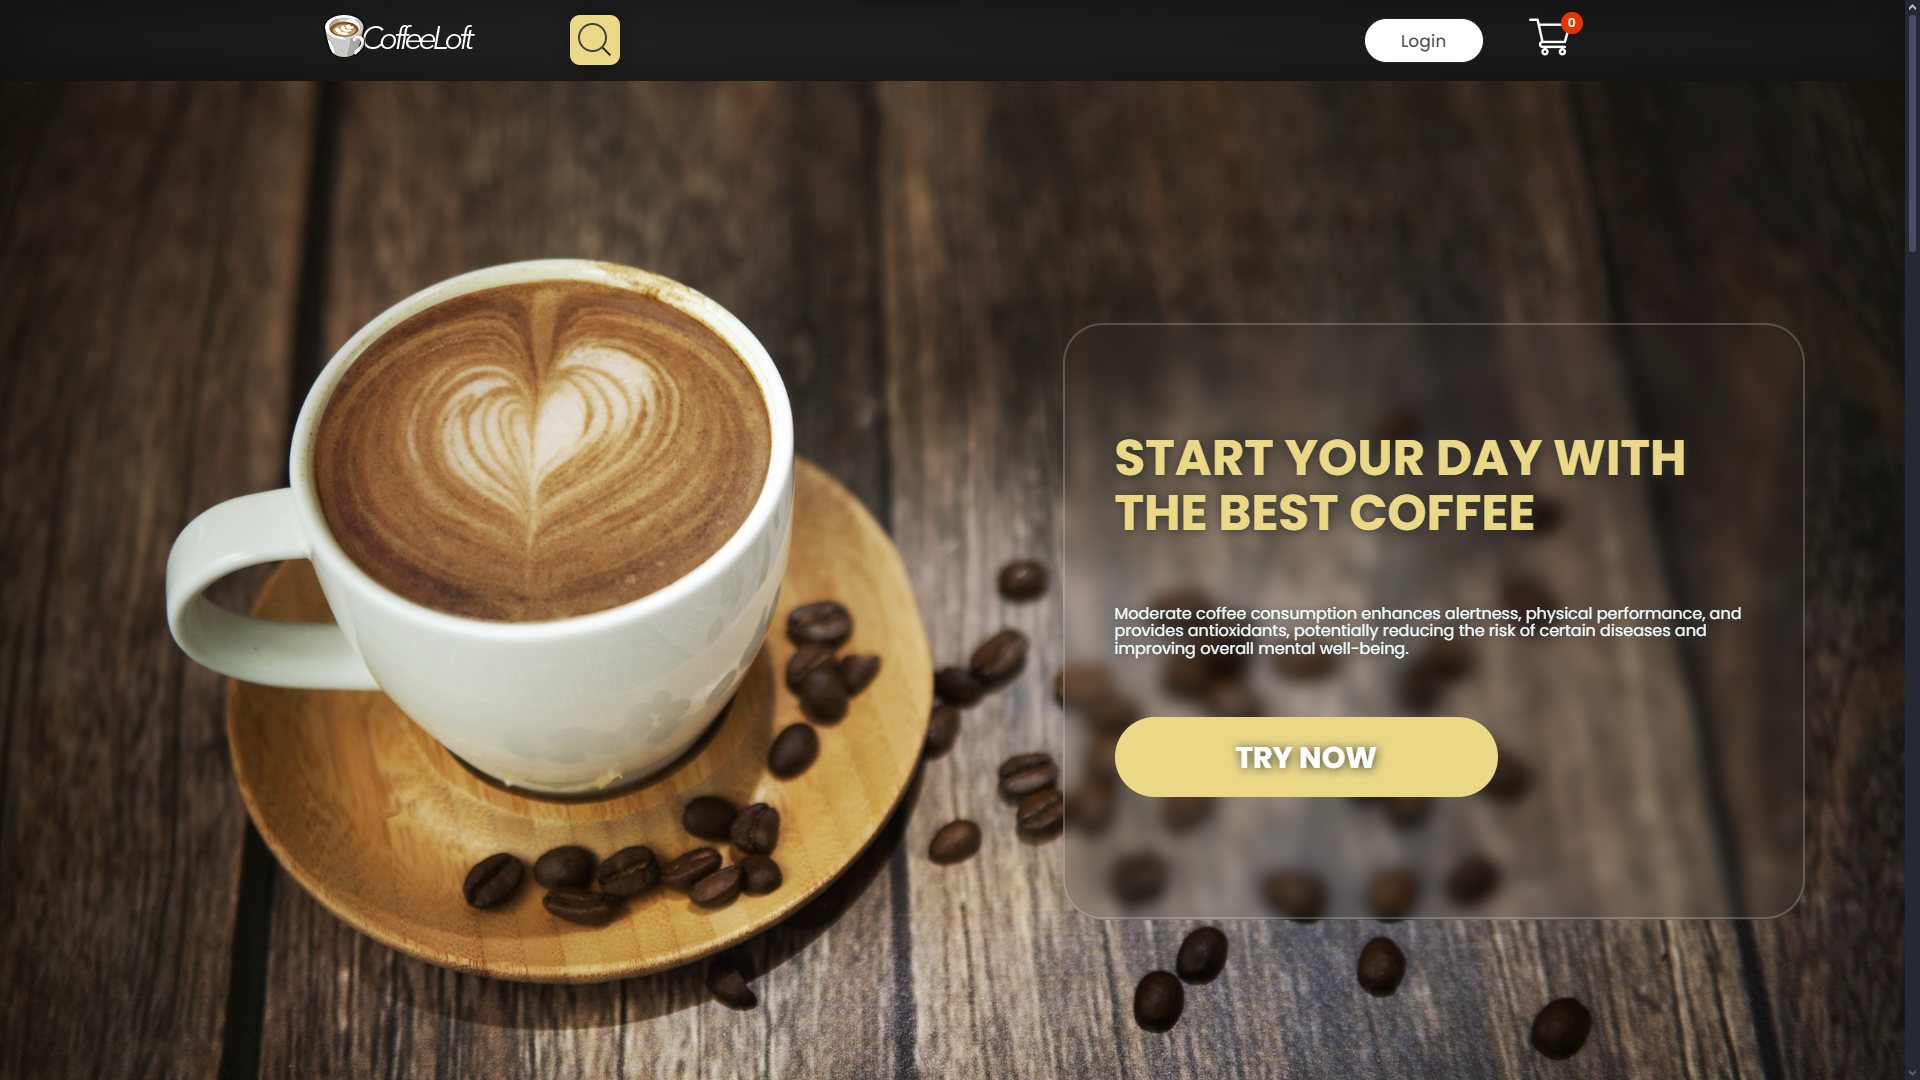 CoffeeLoft
Login
0
START YOUR DAY WITH
THE BEST COFFEE
Moderate coffee consumption enhances alertness, physical performance, and
provides antioxidants, potentially reducing the risk of certain diseases and
improving overall mental well-being.
TRY NOW